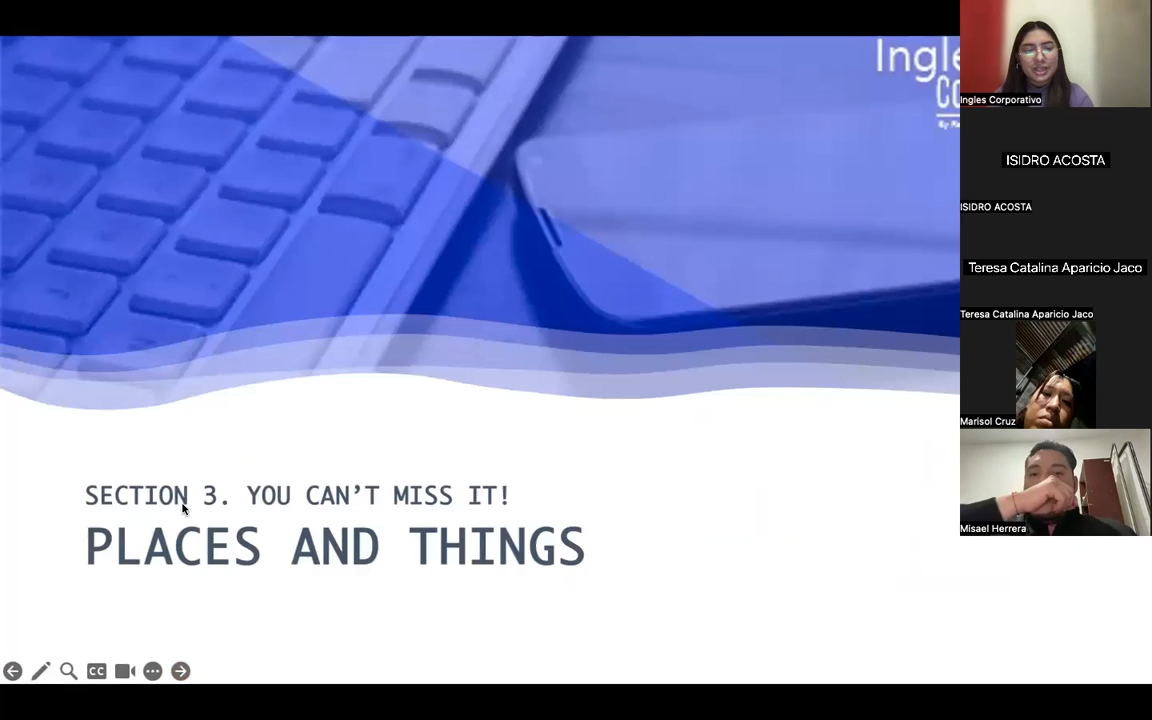 Ingle
Ingles Corporativo
ISIDRO ACOSTA
ISIDRO ACOSTA
Teresa Catalina Aparicio Jaco
Teresa Catalina Aparicio Jaco
Marisol Cruz
Misael Herrera
SECTION 3. YOU CAN'T MISS IT!
PLACES AND THINGS
CC